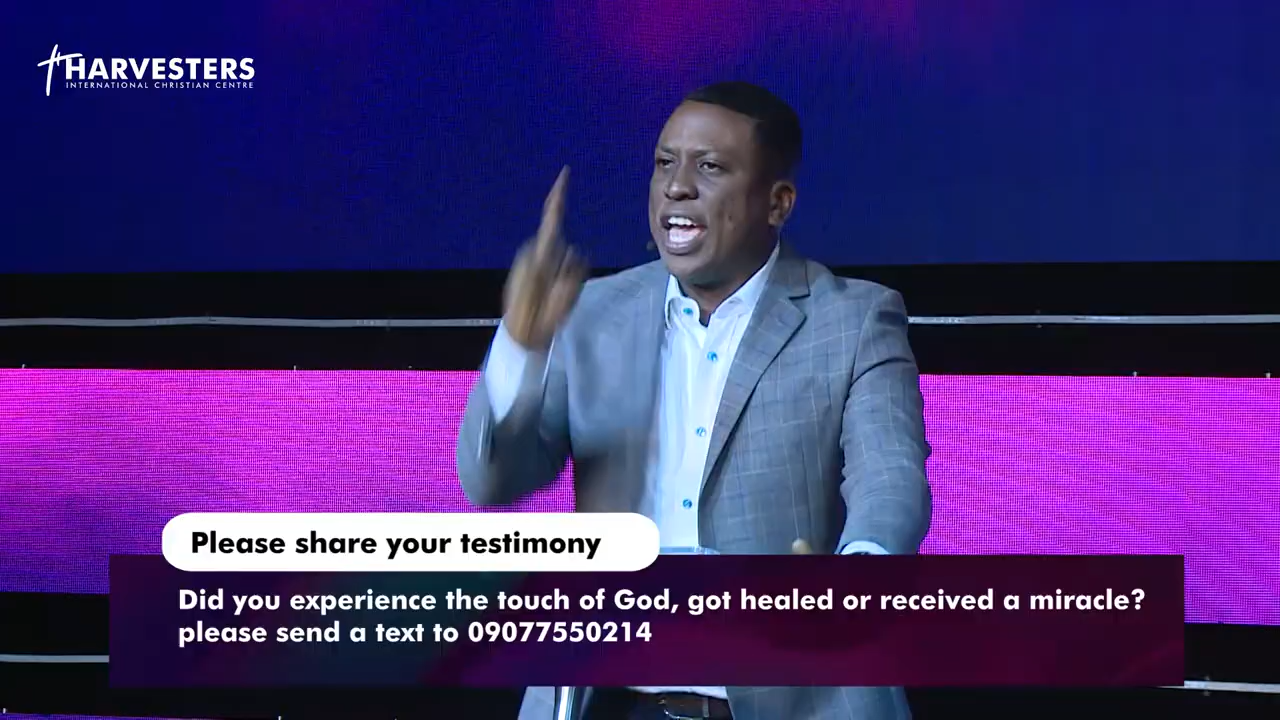 HARVESTERS
INTERNATIONAL CHRISTIAN CENTRE
Please share your testimony
Did you experience the touch of God, got healed or received a miracle?
please send a text to 09077550214